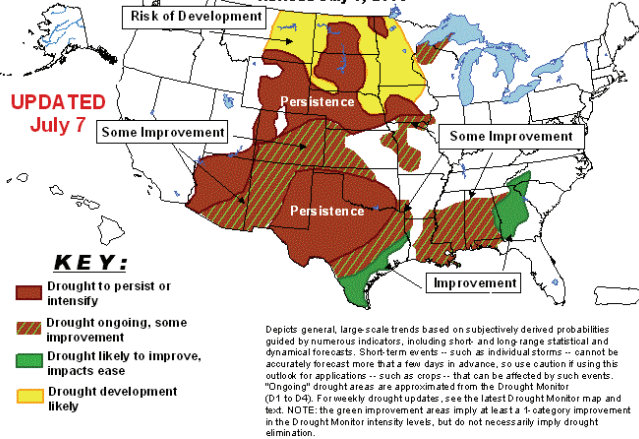 Risk of Development
UPDATED
July 7
Persistence
Some Improvement
Some Improvement
Persistence
Improvement
KEY:
Drought to persist or
intensify
Drought ongoing, some
improvement
Drought likely to improve,
impacts ease
Drought development
likely
Depicts general, large-scale trends based on subjectively derived probabilities
guided by numerous indicators, including short- and long-range statistical and
dynamical forecasts. Short-term events -- such as individual storms -- cannot be
accurately forecast more that a few days in advance, so use caution if using this
outlook for applications -- such as crops -- that can be affected by such events.
"Ongoing" drought areas are approximated from the Drought Monitor
(D1 to D4). For weekly drought updates, see the latest Drought Monitor map and
text. NOTE: the green improvement areas imply at least a 1-category improvement
in the Drought Monitor intensity levels, but do not necessarily imply drought
elimination.